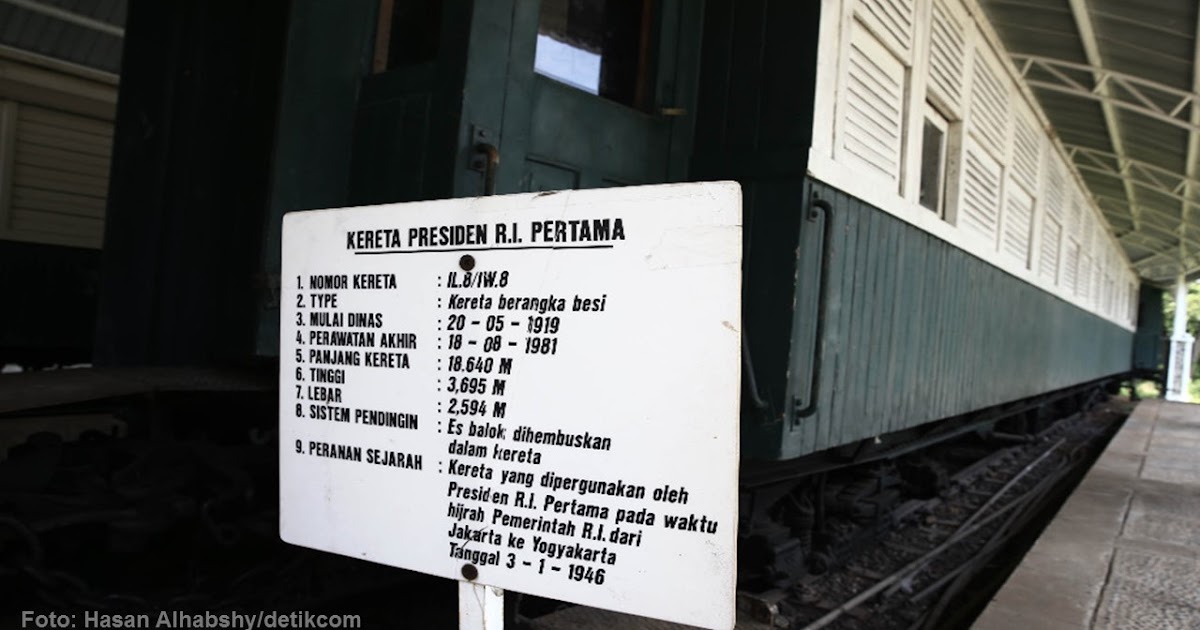 KERETA PRESIDEN R.I. PERTAMA
1. NOMOR KERETA : IL.8/IW.8
2. TYPE : Kereta berangka besi
3. MULAI DINAS : 20 - 05 - 1919
4. PERAWATAN AKHIR : 18 - 08 - 1981
5. PANJANG KERETA : 18.640 M
6. TINGGI : 3,695 M
7. LEBAR : 2,594 M
8. SISTEM PENDINGIN : Es balok dihembuskan
dalam kereta
9. PERANAN SEJARAH : Kereta yang dipergunakan oleh
Presiden R.I. Pertama pada waktu
hijrah Pemerintah R.I. dari
Jakarta ke Yogyakarta
Tanggal 3 - 1 - 1946
Foto: Hasan Alhabshy/detikcom